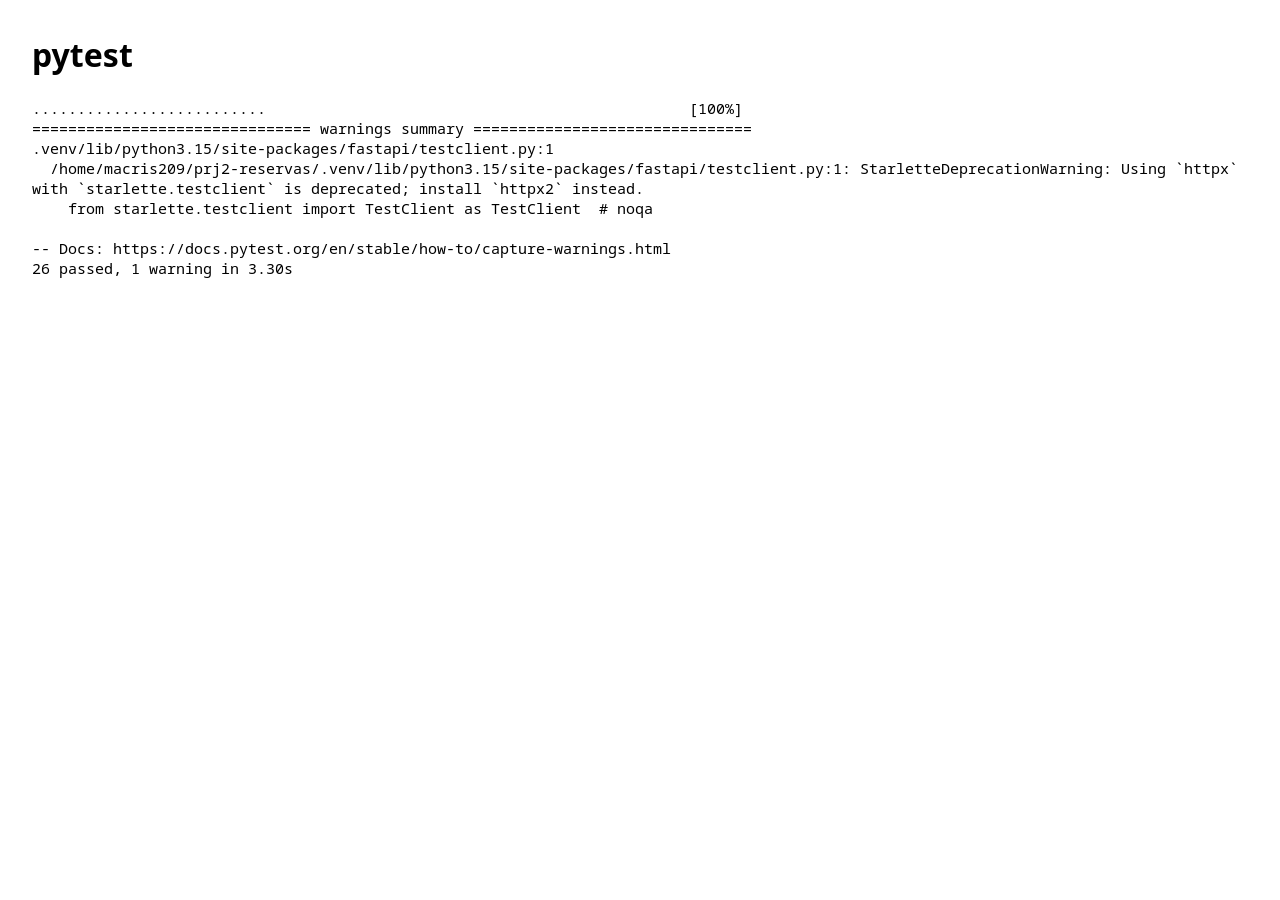 pytest
..........................                                               [100%]
=============================== warnings summary ===============================
.venv/lib/python3.15/site-packages/fastapi/testclient.py:1
  /home/macris209/prj2-reservas/.venv/lib/python3.15/site-packages/fastapi/testclient.py:1: StarletteDeprecationWarning: Using `httpx`
with `starlette.testclient` is deprecated; install `httpx2` instead.
    from starlette.testclient import TestClient as TestClient  # noqa

-- Docs: https://docs.pytest.org/en/stable/how-to/capture-warnings.html
26 passed, 1 warning in 3.30s